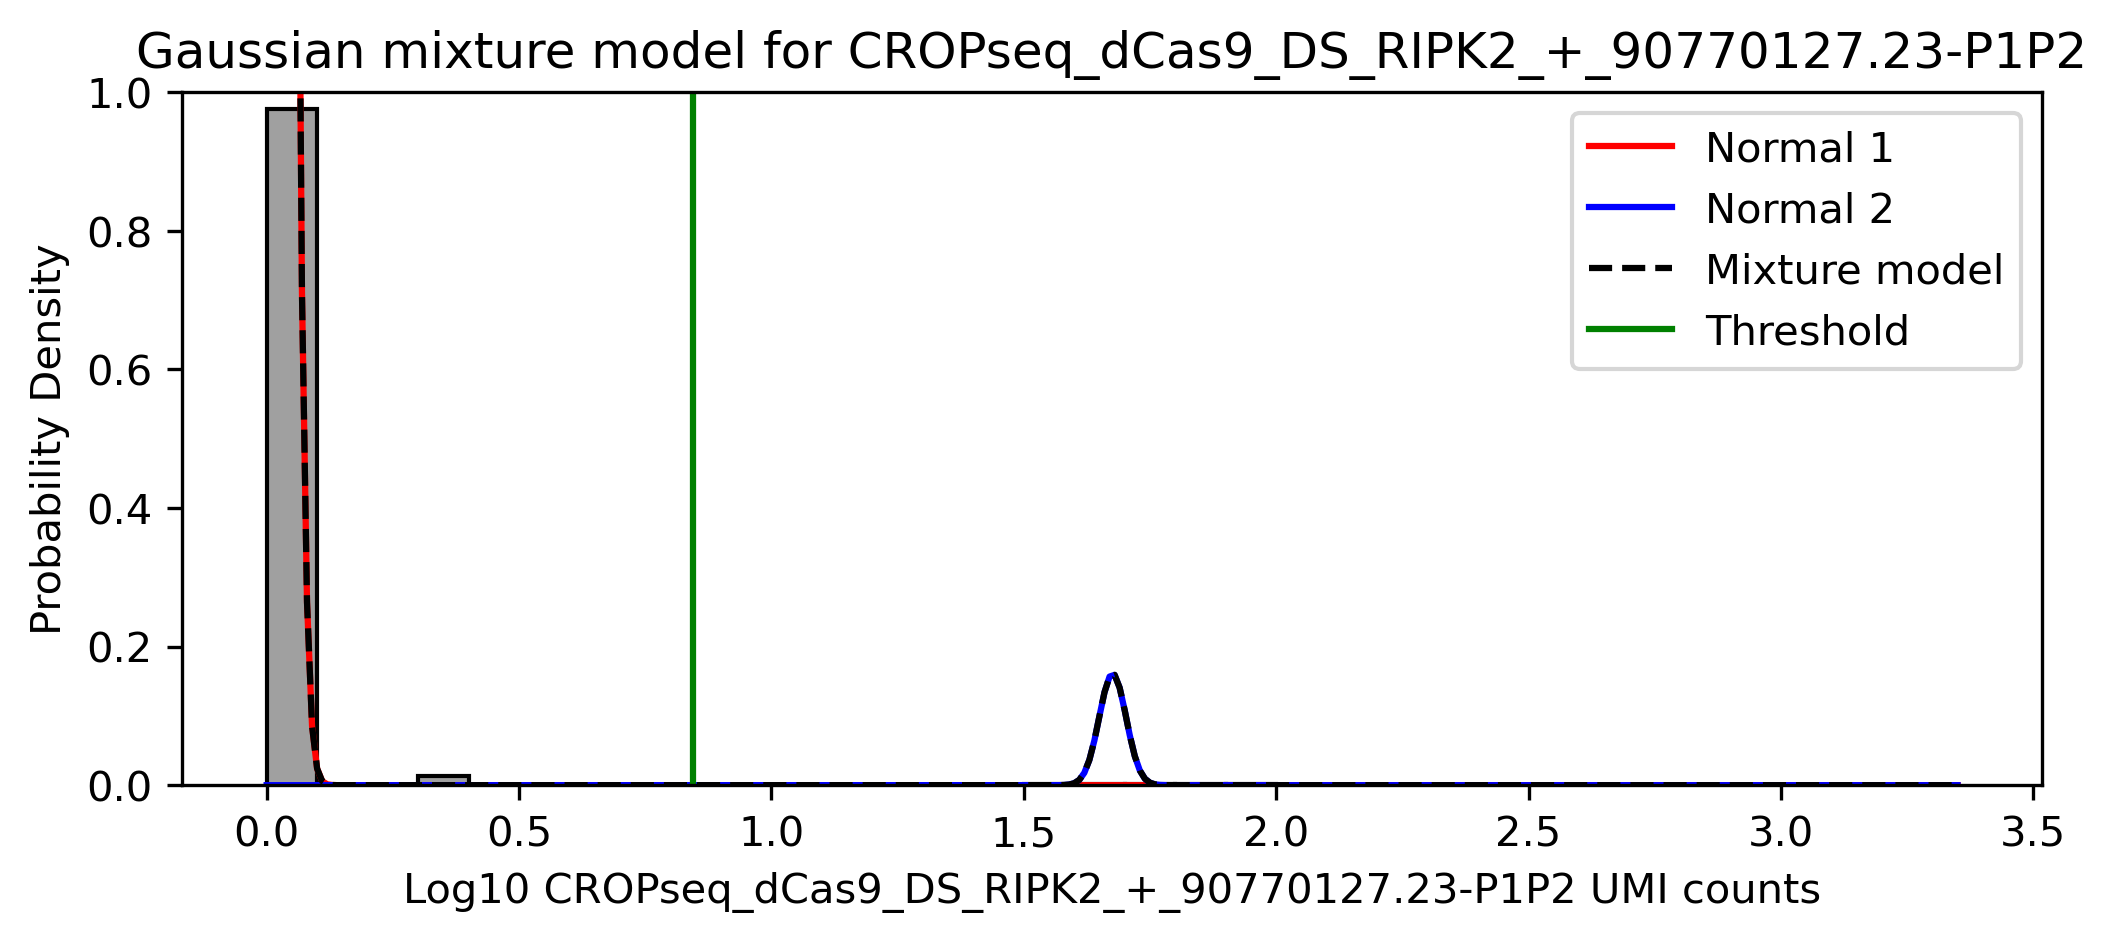 Gaussian mixture model for CROPseq_dCas9_DS_RIPK2_+_90770127.23-P1P2
1.0
0.8
0.6
0.4
0.2
0.0
Probability Density
Normal 1
Normal 2
Mixture model
Threshold
0.0 0.5 1.0 1.5 2.0 2.5 3.0 3.5
Log10 CROPseq_dCas9_DS_RIPK2_+_90770127.23-P1P2 UMI counts